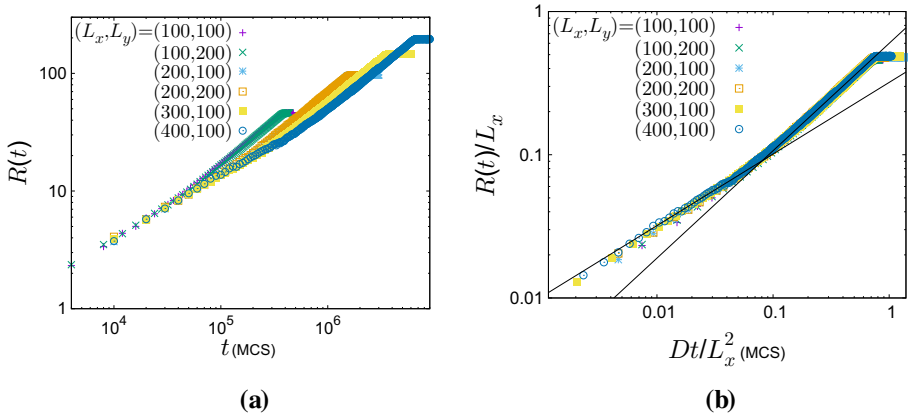 (L_x,L_y)=(100,100)
(100,200)
(200,100)
(200,200)
(300,100)
(400,100)
R(t)
100
10
1
10^4
10^5
10^6
t (MCS)
(a)
(L_x,L_y)=(100,100)
(100,200)
(200,100)
(200,200)
(300,100)
(400,100)
R(t)/L_x
1
0.1
0.01
0.01
0.1
1
Dt/L_x^2 (MCS)
(b)